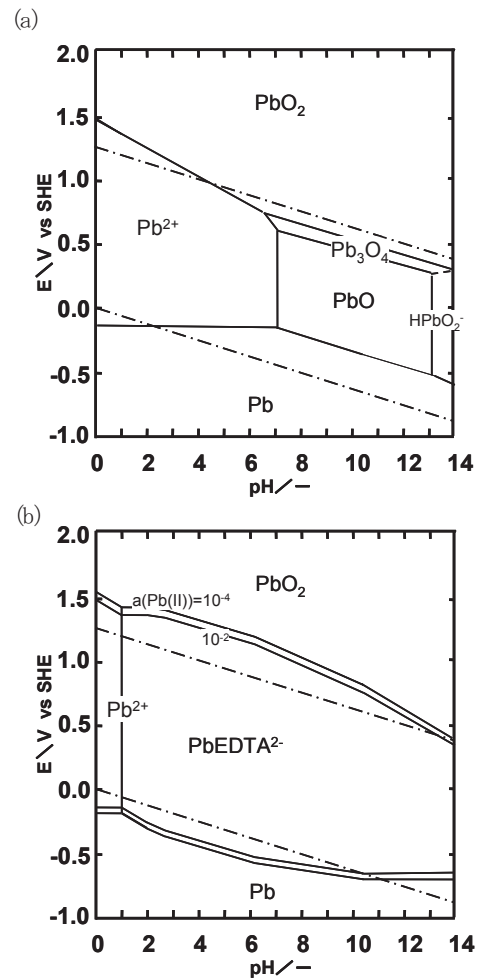 (a)
2.0
1.5
1.0
0.5
0.0
-0.5
-1.0
E\V vs SHE
PbO₂
Pb²⁺
Pb₃O₄
PbO
HPbO₂⁻
Pb
0 2 4 6 8 10 12 14
pH/−
(b)
2.0
1.5
1.0
0.5
0.0
-0.5
-1.0
E\V vs SHE
PbO₂
a(Pb(II))=10⁻⁴
10⁻²
Pb²⁺
PbEDTA²⁻
Pb
0 2 4 6 8 10 12 14
pH/−